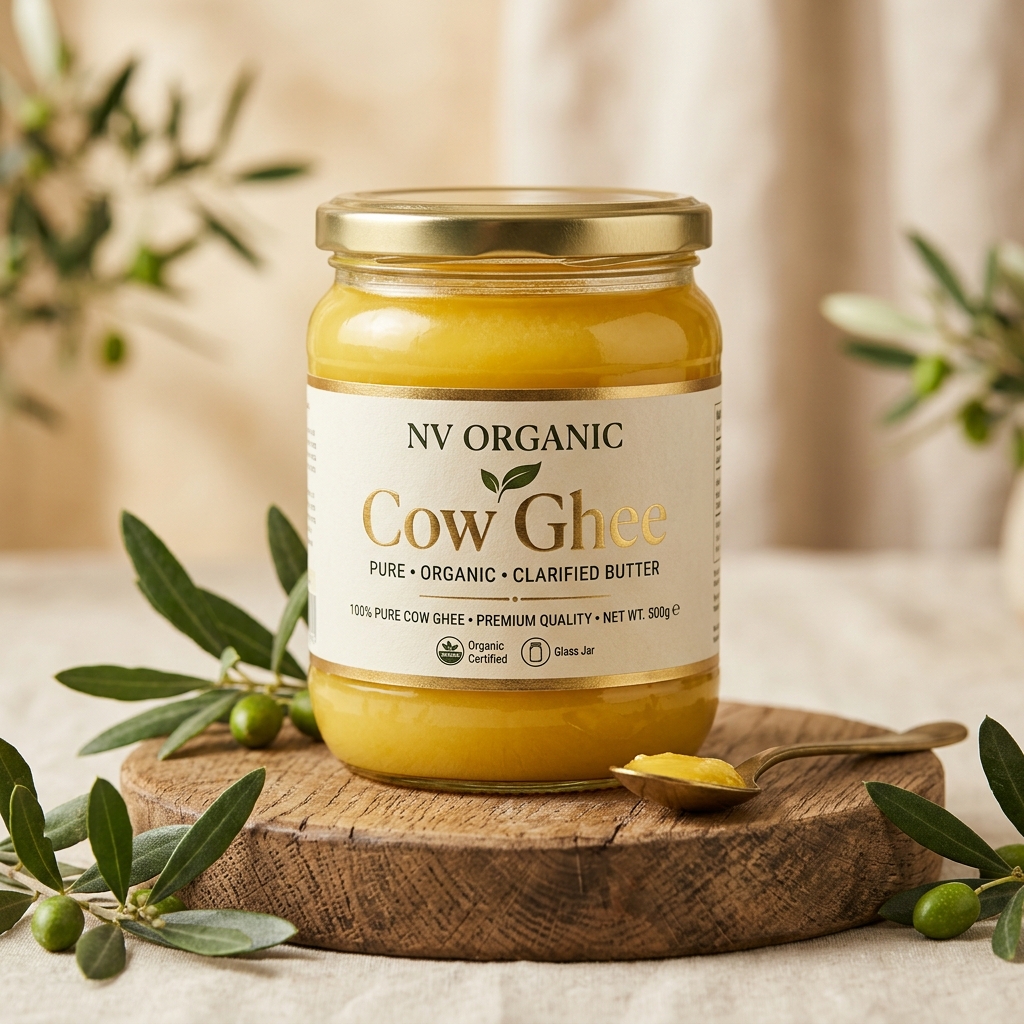 NV ORGANIC
Cow Ghee
PURE • ORGANIC • CLARIFIED BUTTER
100% PURE COW GHEE • PREMIUM QUALITY • NET WT. 500g ℮
Organic
Certified
Glass Jar